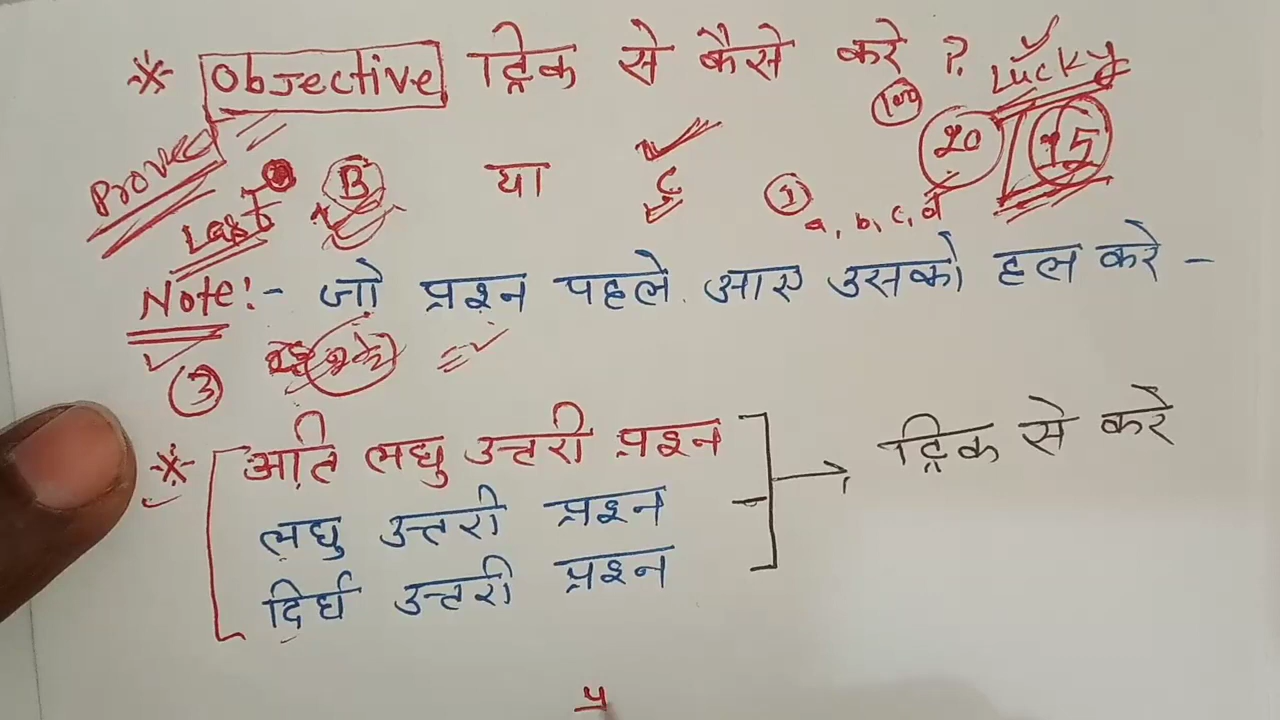 * Objective ट्रिक से कैसे करे ? Lucky
100
20 15
Prove
Last B या C
1 a, b, c, d
Note:- जो प्रश्न पहले आए उसको हल करे -
3
* अति लघु उत्तरी प्रश्न
लघु उत्तरी प्रश्न
दिर्घ उत्तरी प्रश्न
ट्रिक से करे